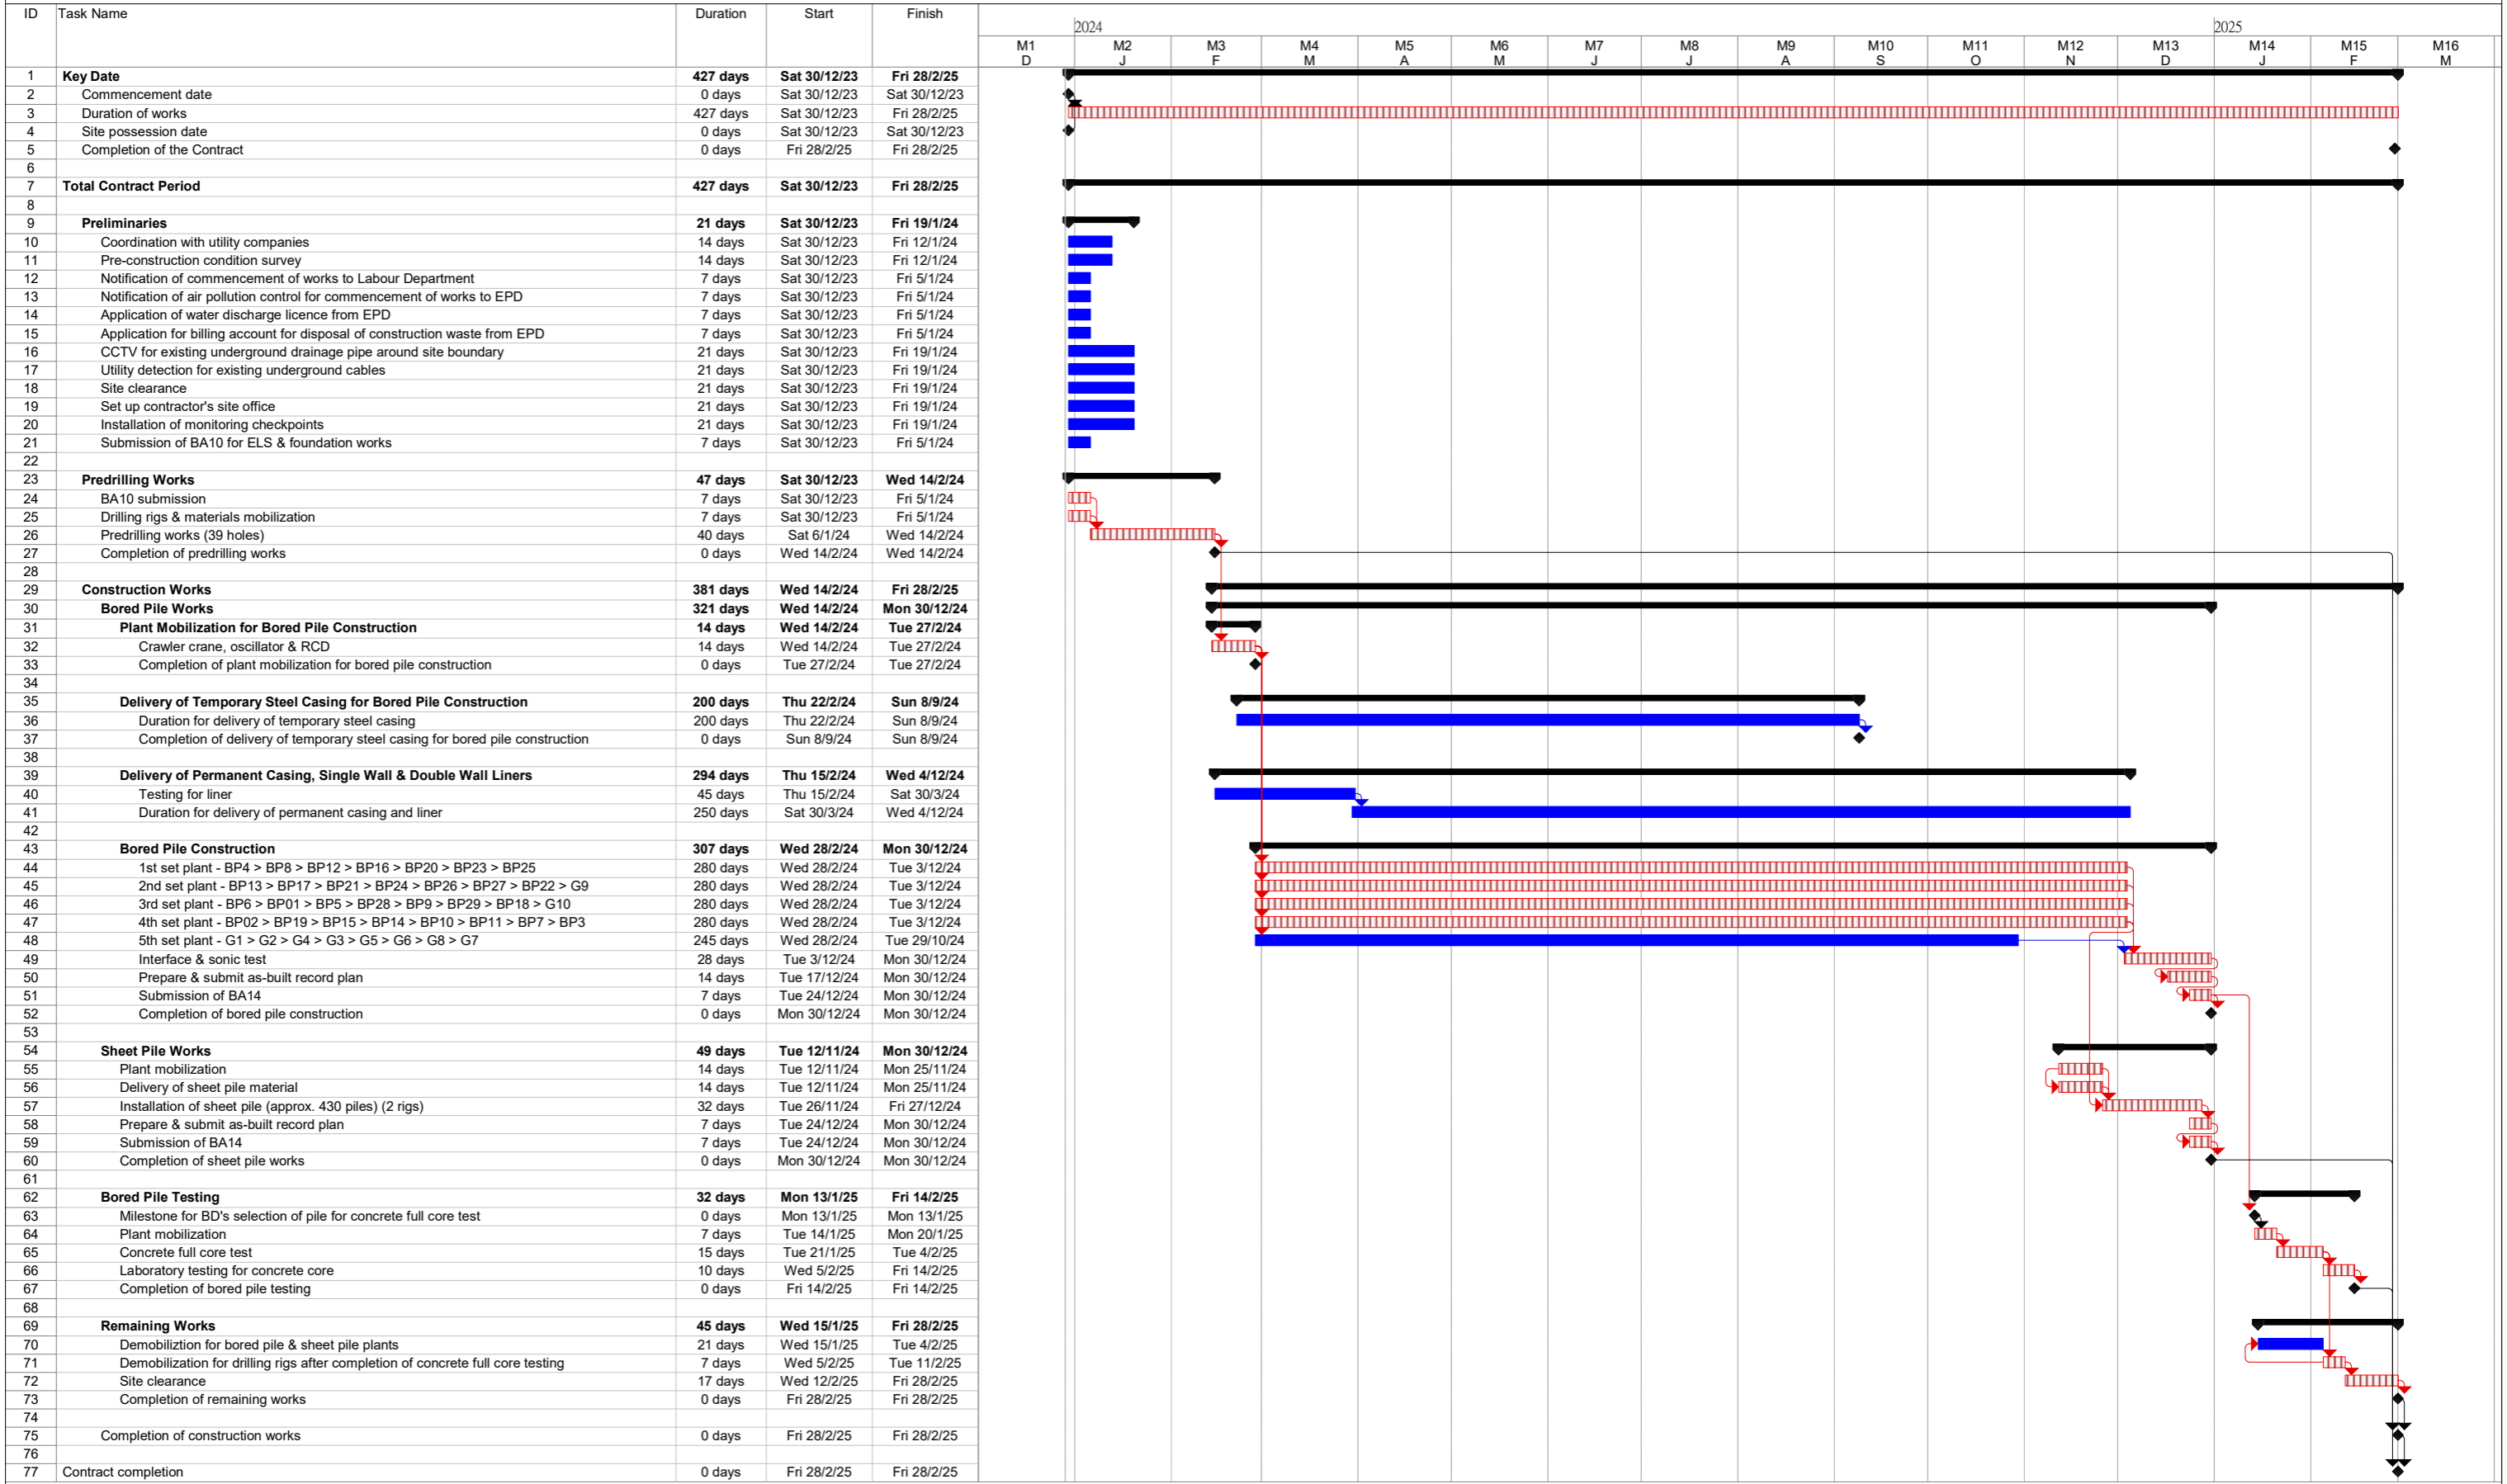 ID Task Name Duration Start Finish
2024 2025
M1 M2 M3 M4 M5 M6 M7 M8 M9 M10 M11 M12 M13 M14 M15 M16
D J F M A M J J A S O N D J F M
1 Key Date 427 days Sat 30/12/23 Fri 28/2/25
2 Commencement date 0 days Sat 30/12/23 Sat 30/12/23
3 Duration of works 427 days Sat 30/12/23 Fri 28/2/25
4 Site possession date 0 days Sat 30/12/23 Sat 30/12/23
5 Completion of the Contract 0 days Fri 28/2/25 Fri 28/2/25
6
7 Total Contract Period 427 days Sat 30/12/23 Fri 28/2/25
8
9 Preliminaries 21 days Sat 30/12/23 Fri 19/1/24
10 Coordination with utility companies 14 days Sat 30/12/23 Fri 12/1/24
11 Pre-construction condition survey 14 days Sat 30/12/23 Fri 12/1/24
12 Notification of commencement of works to Labour Department 7 days Sat 30/12/23 Fri 5/1/24
13 Notification of air pollution control for commencement of works to EPD 7 days Sat 30/12/23 Fri 5/1/24
14 Application of water discharge licence from EPD 7 days Sat 30/12/23 Fri 5/1/24
15 Application for billing account for disposal of construction waste from EPD 7 days Sat 30/12/23 Fri 5/1/24
16 CCTV for existing underground drainage pipe around site boundary 21 days Sat 30/12/23 Fri 19/1/24
17 Utility detection for existing underground cables 21 days Sat 30/12/23 Fri 19/1/24
18 Site clearance 21 days Sat 30/12/23 Fri 19/1/24
19 Set up contractor's site office 21 days Sat 30/12/23 Fri 19/1/24
20 Installation of monitoring checkpoints 21 days Sat 30/12/23 Fri 19/1/24
21 Submission of BA10 for ELS & foundation works 7 days Sat 30/12/23 Fri 5/1/24
22
23 Predrilling Works 47 days Sat 30/12/23 Wed 14/2/24
24 BA10 submission 7 days Sat 30/12/23 Fri 5/1/24
25 Drilling rigs & materials mobilization 7 days Sat 30/12/23 Fri 5/1/24
26 Predrilling works (39 holes) 40 days Sat 6/1/24 Wed 14/2/24
27 Completion of predrilling works 0 days Wed 14/2/24 Wed 14/2/24
28
29 Construction Works 381 days Wed 14/2/24 Fri 28/2/25
30 Bored Pile Works 321 days Wed 14/2/24 Mon 30/12/24
31 Plant Mobilization for Bored Pile Construction 14 days Wed 14/2/24 Tue 27/2/24
32 Crawler crane, oscillator & RCD 14 days Wed 14/2/24 Tue 27/2/24
33 Completion of plant mobilization for bored pile construction 0 days Tue 27/2/24 Tue 27/2/24
34
35 Delivery of Temporary Steel Casing for Bored Pile Construction 200 days Thu 22/2/24 Sun 8/9/24
36 Duration for delivery of temporary steel casing 200 days Thu 22/2/24 Sun 8/9/24
37 Completion of delivery of temporary steel casing for bored pile construction 0 days Sun 8/9/24 Sun 8/9/24
38
39 Delivery of Permanent Casing, Single Wall & Double Wall Liners 294 days Thu 15/2/24 Wed 4/12/24
40 Testing for liner 45 days Thu 15/2/24 Sat 30/3/24
41 Duration for delivery of permanent casing and liner 250 days Sat 30/3/24 Wed 4/12/24
42
43 Bored Pile Construction 307 days Wed 28/2/24 Mon 30/12/24
44 1st set plant - BP4 > BP8 > BP12 > BP16 > BP20 > BP23 > BP25 280 days Wed 28/2/24 Tue 3/12/24
45 2nd set plant - BP13 > BP17 > BP21 > BP24 > BP26 > BP27 > BP22 > G9 280 days Wed 28/2/24 Tue 3/12/24
46 3rd set plant - BP6 > BP01 > BP5 > BP28 > BP9 > BP29 > BP18 > G10 280 days Wed 28/2/24 Tue 3/12/24
47 4th set plant - BP02 > BP19 > BP15 > BP14 > BP10 > BP11 > BP7 > BP3 280 days Wed 28/2/24 Tue 3/12/24
48 5th set plant - G1 > G2 > G4 > G3 > G5 > G6 > G8 > G7 245 days Wed 28/2/24 Tue 29/10/24
49 Interface & sonic test 28 days Tue 3/12/24 Mon 30/12/24
50 Prepare & submit as-built record plan 14 days Tue 17/12/24 Mon 30/12/24
51 Submission of BA14 7 days Tue 24/12/24 Mon 30/12/24
52 Completion of bored pile construction 0 days Mon 30/12/24 Mon 30/12/24
53
54 Sheet Pile Works 49 days Tue 12/11/24 Mon 30/12/24
55 Plant mobilization 14 days Tue 12/11/24 Mon 25/11/24
56 Delivery of sheet pile material 14 days Tue 12/11/24 Mon 25/11/24
57 Installation of sheet pile (approx. 430 piles) (2 rigs) 32 days Tue 26/11/24 Fri 27/12/24
58 Prepare & submit as-built record plan 7 days Tue 24/12/24 Mon 30/12/24
59 Submission of BA14 7 days Tue 24/12/24 Mon 30/12/24
60 Completion of sheet pile works 0 days Mon 30/12/24 Mon 30/12/24
61
62 Bored Pile Testing 32 days Mon 13/1/25 Fri 14/2/25
63 Milestone for BD's selection of pile for concrete full core test 0 days Mon 13/1/25 Mon 13/1/25
64 Plant mobilization 7 days Tue 14/1/25 Mon 20/1/25
65 Concrete full core test 15 days Tue 21/1/25 Tue 4/2/25
66 Laboratory testing for concrete core 10 days Wed 5/2/25 Fri 14/2/25
67 Completion of bored pile testing 0 days Fri 14/2/25 Fri 14/2/25
68
69 Remaining Works 45 days Wed 15/1/25 Fri 28/2/25
70 Demobiliztion for bored pile & sheet pile plants 21 days Wed 15/1/25 Tue 4/2/25
71 Demobilization for drilling rigs after completion of concrete full core testing 7 days Wed 5/2/25 Tue 11/2/25
72 Site clearance 17 days Wed 12/2/25 Fri 28/2/25
73 Completion of remaining works 0 days Fri 28/2/25 Fri 28/2/25
74
75 Completion of construction works 0 days Fri 28/2/25 Fri 28/2/25
76
77 Contract completion 0 days Fri 28/2/25 Fri 28/2/25